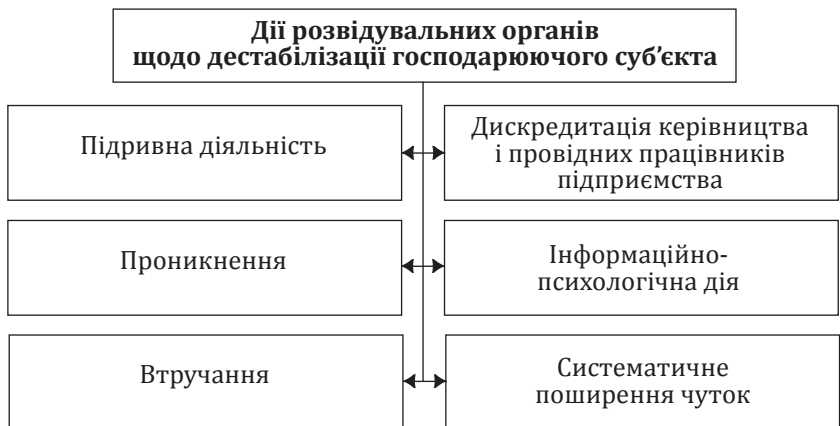 Дії розвідувальних органів
щодо дестабілізації господарюючого суб’єкта
Підривна діяльність
Дискредитація керівництва
і провідних працівників
підприємства
Проникнення
Інформаційно-
психологічна дія
Втручання
Систематичне
поширення чуток